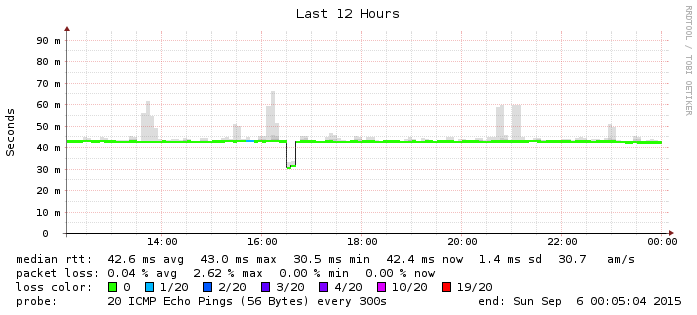 Last 12 Hours
RRDTOOL / TOBI OETIKER
Seconds
90 m
80 m
70 m
60 m
50 m
40 m
30 m
20 m
10 m
0
14:00 16:00 18:00 20:00 22:00 00:00
median rtt: 42.6 ms avg 43.0 ms max 30.5 ms min 42.4 ms now 1.4 ms sd 30.7 am/s
packet loss: 0.04 % avg 2.62 % max 0.00 % min 0.00 % now
loss color: 0 1/20 2/20 3/20 4/20 10/20 19/20
probe: 20 ICMP Echo Pings (56 Bytes) every 300s end: Sun Sep 6 00:05:04 2015